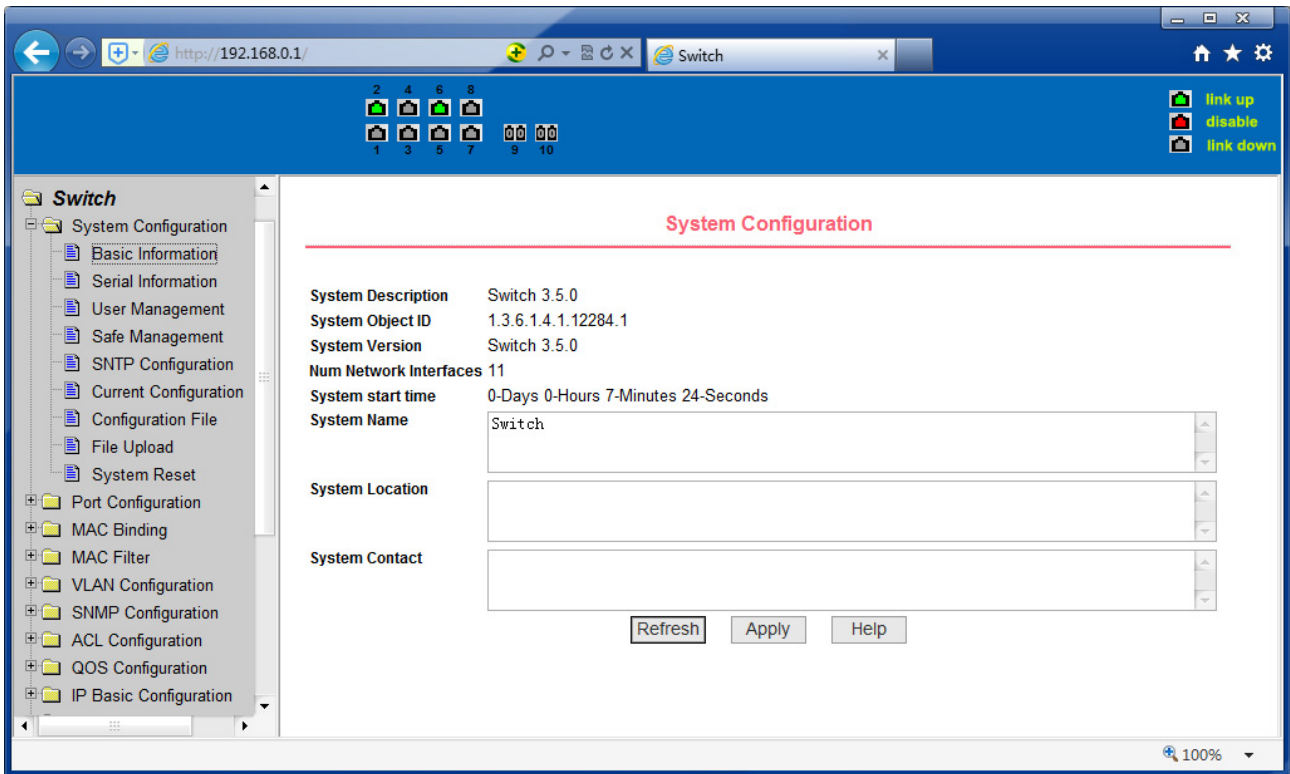 http://192.168.0.1/
Switch
2 4 6 8
1 3 5 7 9 10
link up
disable
link down
Switch
System Configuration
Basic Information
Serial Information
User Management
Safe Management
SNTP Configuration
Current Configuration
Configuration File
File Upload
System Reset
Port Configuration
MAC Binding
MAC Filter
VLAN Configuration
SNMP Configuration
ACL Configuration
QOS Configuration
IP Basic Configuration
System Configuration
System Description Switch 3.5.0
System Object ID 1.3.6.1.4.1.12284.1
System Version Switch 3.5.0
Num Network Interfaces 11
System start time 0-Days 0-Hours 7-Minutes 24-Seconds
System Name Switch
System Location
System Contact
Refresh Apply Help
100%